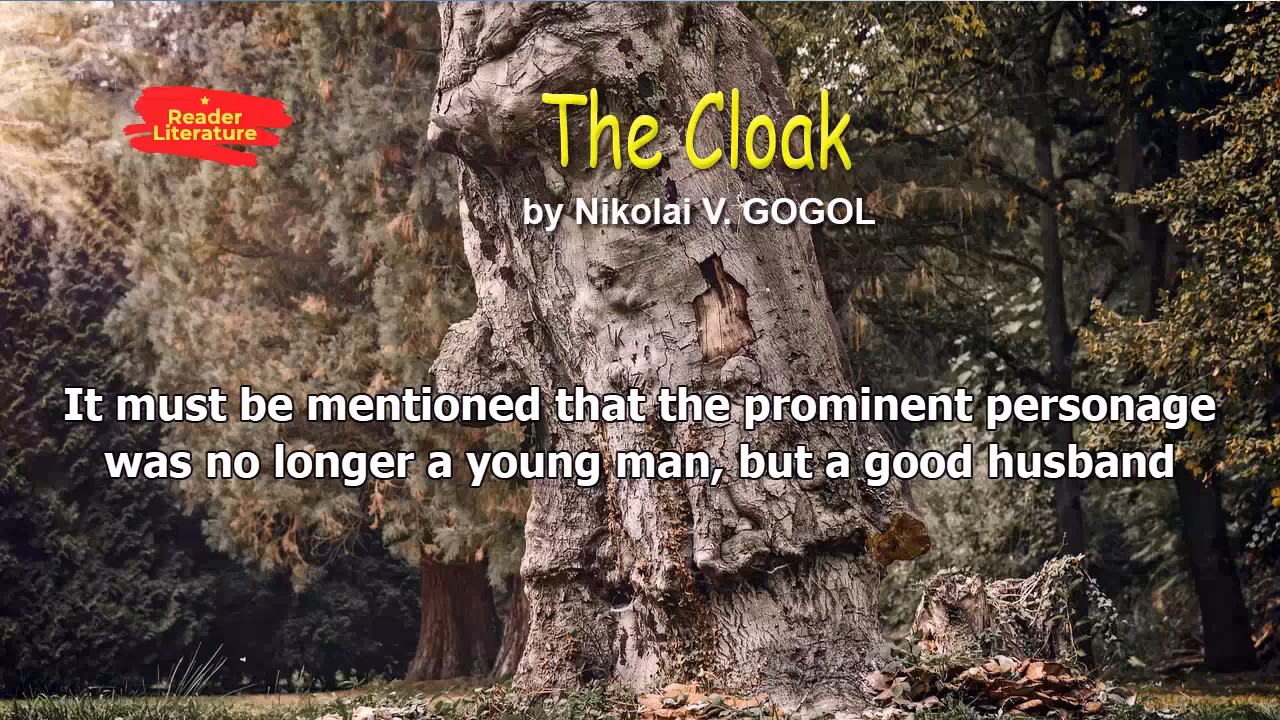 Reader
Literature
The Cloak
by Nikolai V. GOGOL
It must be mentioned that the prominent personage
was no longer a young man, but a good husband